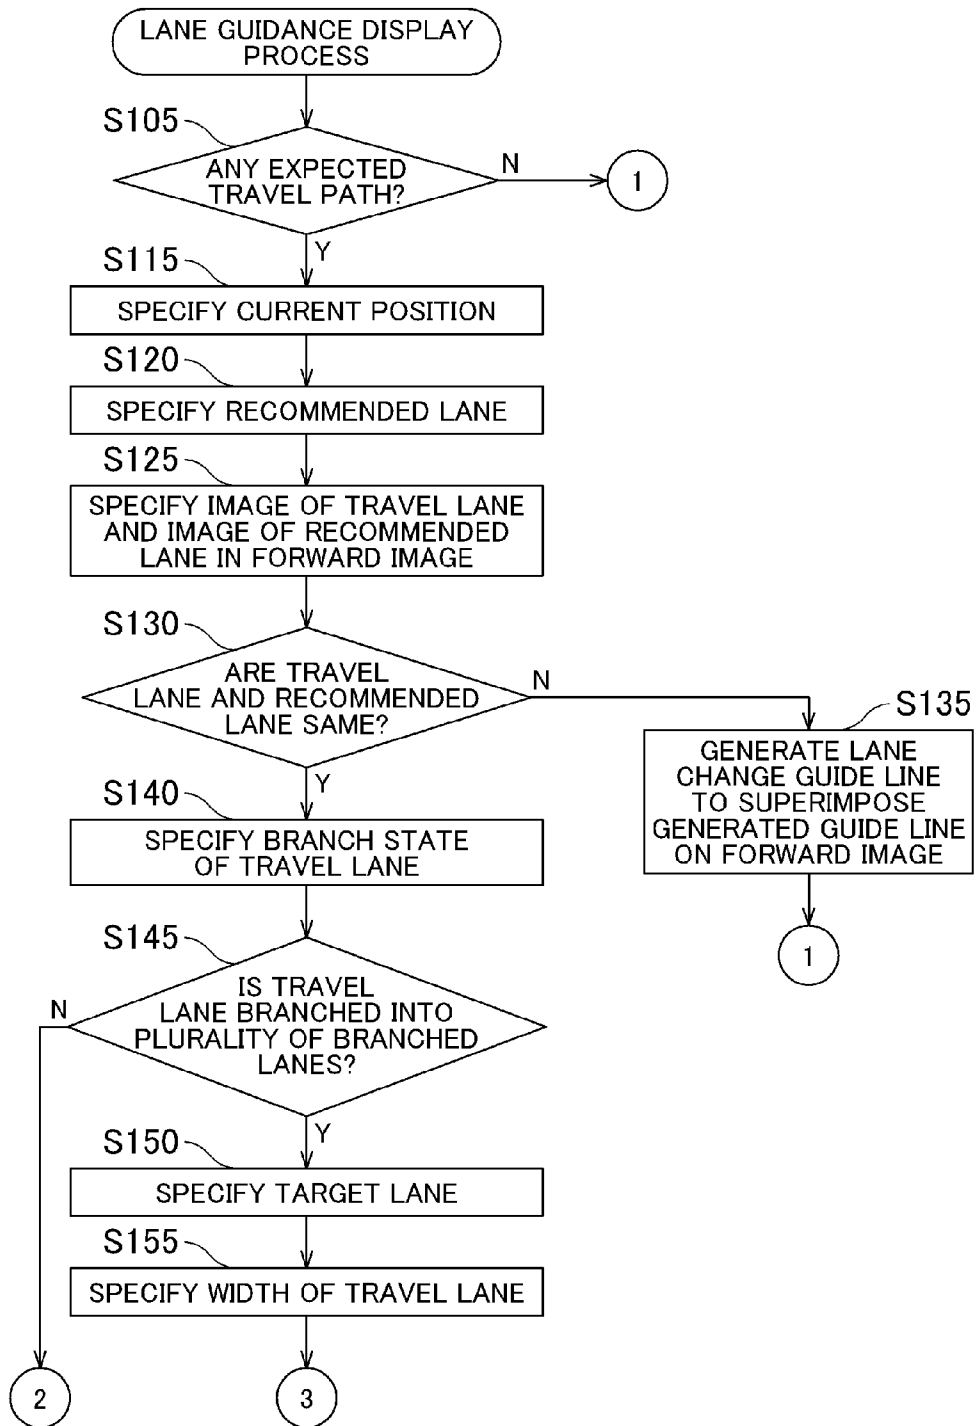 LANE GUIDANCE DISPLAY
PROCESS
S105
ANY EXPECTED
TRAVEL PATH?
N
1
Y
S115
SPECIFY CURRENT POSITION
S120
SPECIFY RECOMMENDED LANE
S125
SPECIFY IMAGE OF TRAVEL LANE
AND IMAGE OF RECOMMENDED
LANE IN FORWARD IMAGE
S130
ARE TRAVEL
LANE AND RECOMMENDED
LANE SAME?
N
S135
GENERATE LANE
CHANGE GUIDE LINE
TO SUPERIMPOSE
GENERATED GUIDE LINE
ON FORWARD IMAGE
1
Y
S140
SPECIFY BRANCH STATE
OF TRAVEL LANE
S145
IS TRAVEL
LANE BRANCHED INTO
PLURALITY OF BRANCHED
LANES?
N
Y
S150
SPECIFY TARGET LANE
S155
SPECIFY WIDTH OF TRAVEL LANE
2
3